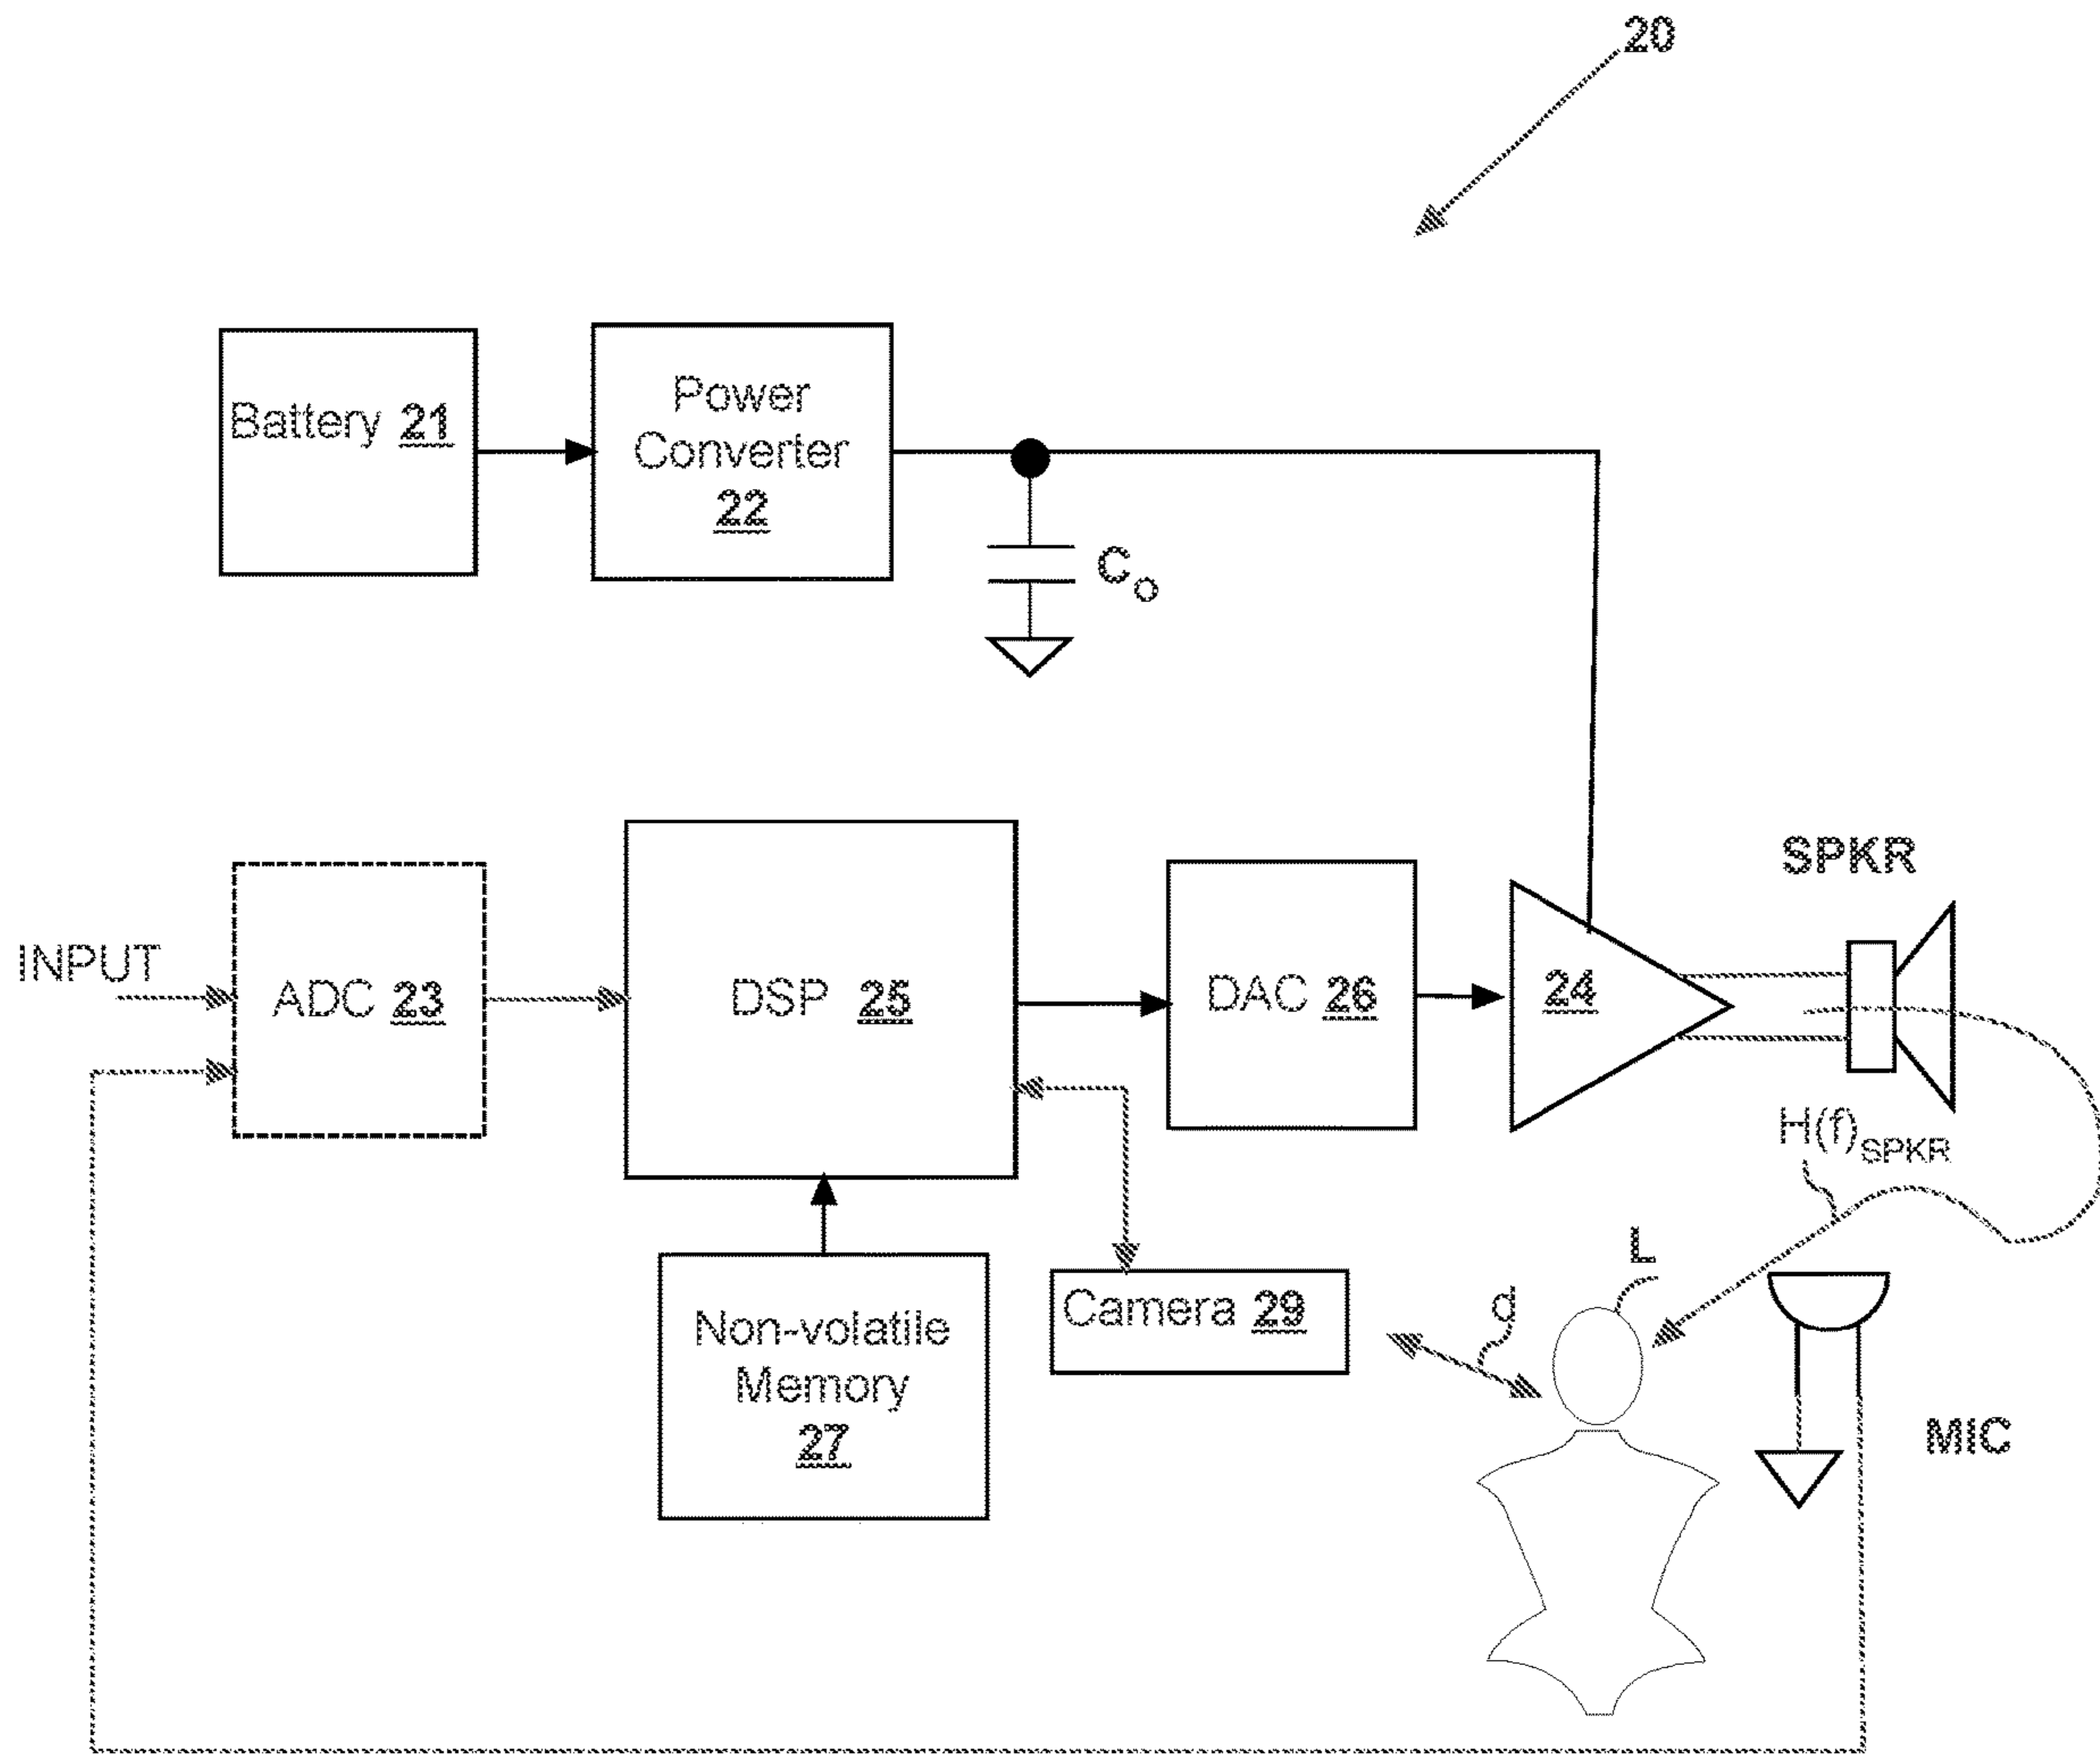 20
Battery 21
Power
Converter
22
Co
SPKR
INPUT
ADC 23
DSP 25
DAC 26
24
H(f)SPKR
L
Non-volatile
Memory
27
Camera 29
d
MIC